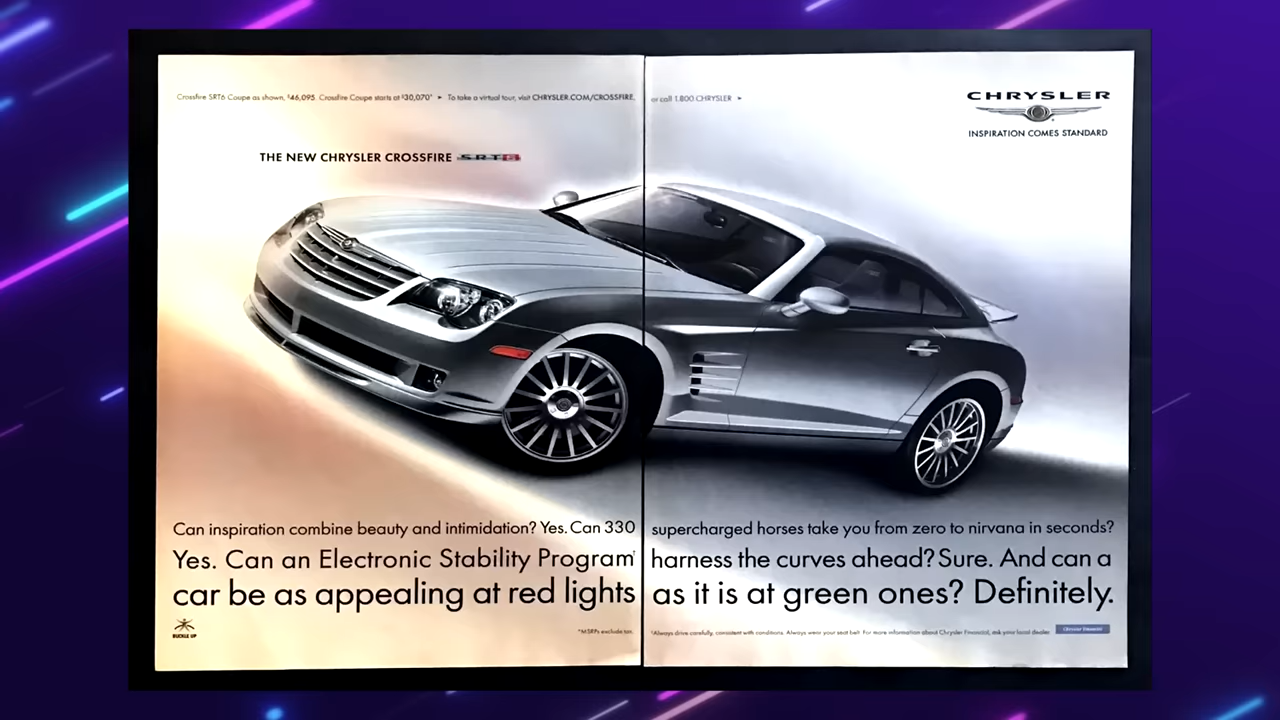 Crossfire SRT6 Coupe as shown, $46,095. Crossfire Coupe starts at $30,070* ► To take a virtual tour, visit CHRYSLER.COM/CROSSFIRE, or call 1.800.CHRYSLER ►
CHRYSLER
INSPIRATION COMES STANDARD
THE NEW CHRYSLER CROSSFIRE SRT6
Can inspiration combine beauty and intimidation? Yes. Can 330 supercharged horses take you from zero to nirvana in seconds?
Yes. Can an Electronic Stability Program† harness the curves ahead? Sure. And can a
car be as appealing at red lights as it is at green ones? Definitely.
BUCKLE UP
*MSRPs exclude tax. †Always drive carefully, consistent with conditions. Always wear your seat belt. For more information about Chrysler Financial, ask your local dealer. Chrysler Financial